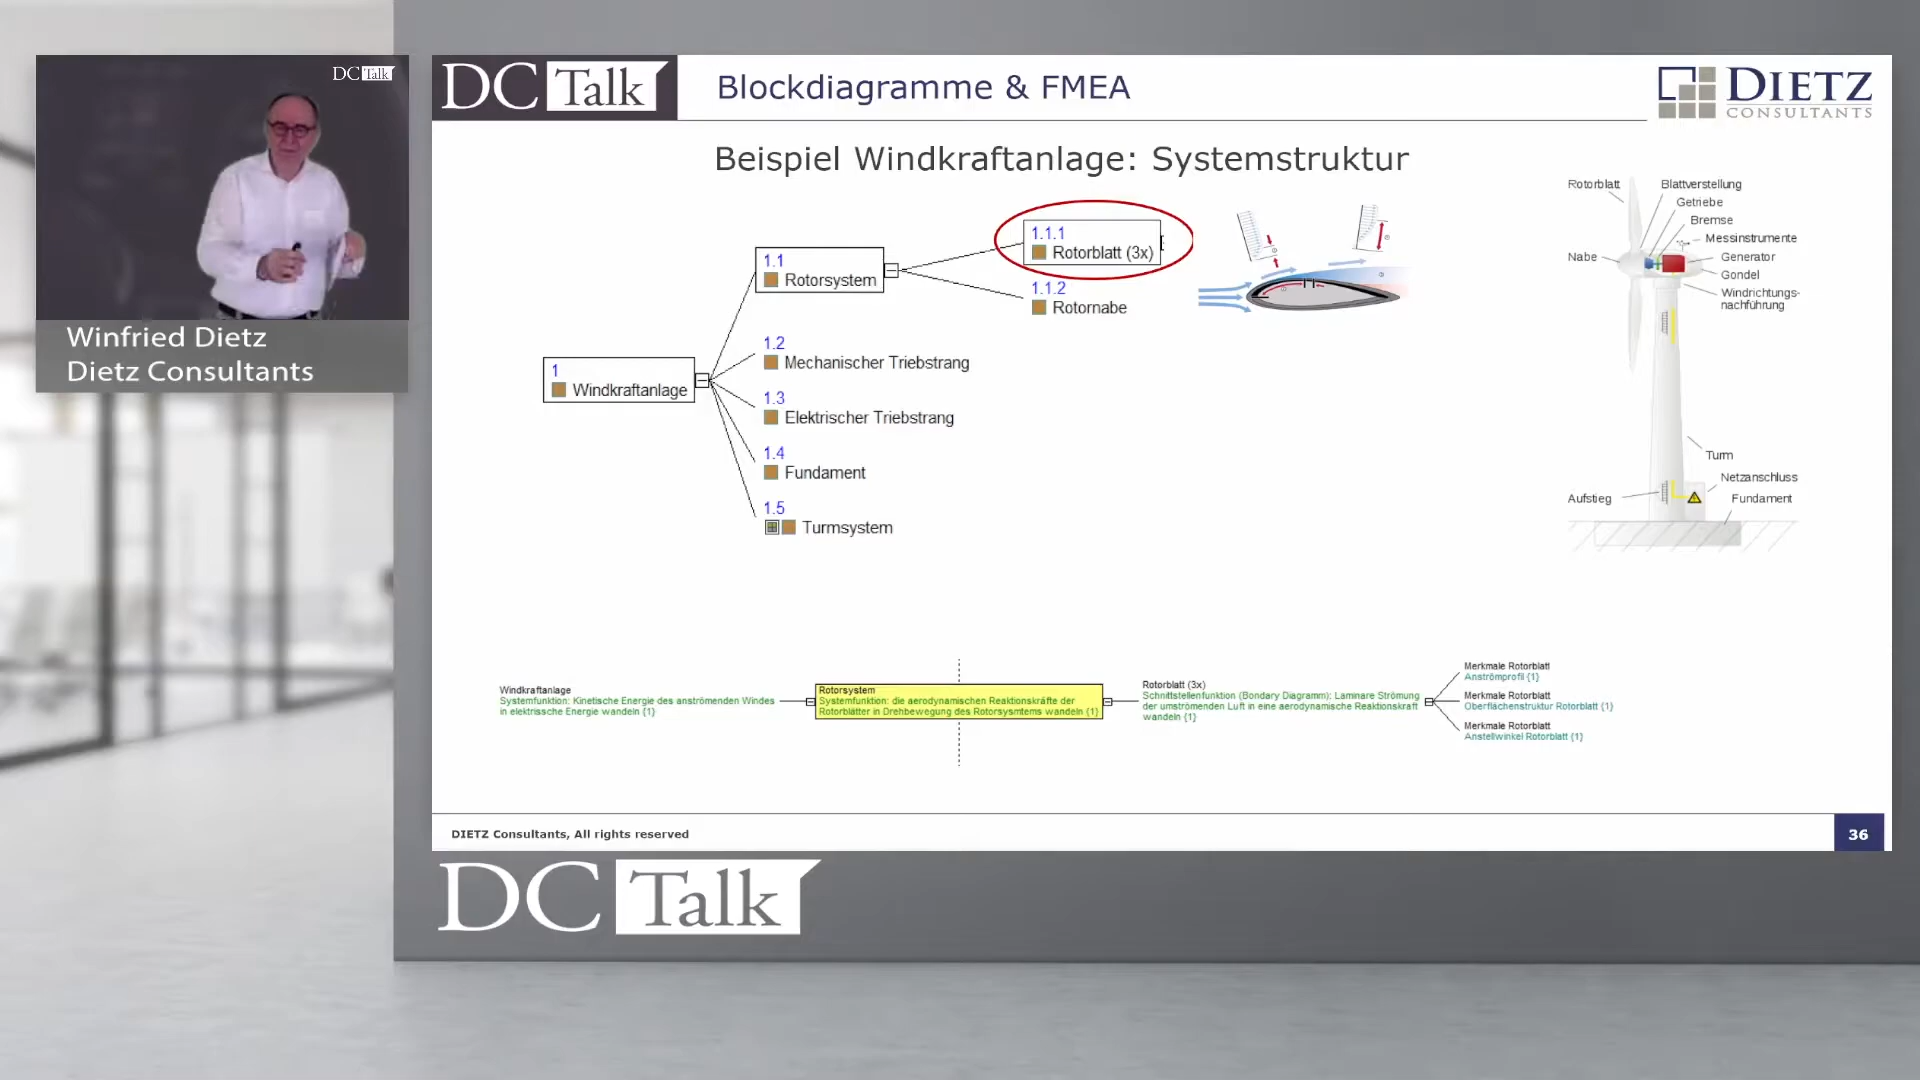 DC Talk
Winfried Dietz
Dietz Consultants
DC Talk
Blockdiagramme & FMEA
DIETZ
CONSULTANTS
Beispiel Windkraftanlage: Systemstruktur
1
Windkraftanlage
1.1
Rotorsystem
1.1.1
Rotorblatt (3x)
1.1.2
Rotornabe
1.2
Mechanischer Triebstrang
1.3
Elektrischer Triebstrang
1.4
Fundament
1.5
Turmsystem
Rotorblatt
Blattverstellung
Getriebe
Bremse
Messinstrumente
Nabe
Generator
Gondel
Windrichtungs-
nachführung
Turm
Netzanschluss
Aufstieg
Fundament
Windkraftanlage
Systemfunktion: Kinetische Energie des anströmenden Windes
in elektrissche Energie wandeln {1}
Rotorsystem
Systemfunktion: die aerodynamischen Reaktionskräfte der
Rotorblätter in Drehbewegung des Rotorsysmtems wandeln {1}
Rotorblatt (3x)
Schnittstellenfunktion (Bondary Diagramm): Laminare Strömung
der umströmenden Luft in eine aerodynamische Reaktionskraft
wandeln {1}
Merkmale Rotorblatt
Anströmprofil {1}
Merkmale Rotorblatt
Oberflächenstruktur Rotorblatt {1}
Merkmale Rotorblatt
Anstellwinkel Rotorblatt {1}
DIETZ Consultants, All rights reserved
36
DC Talk